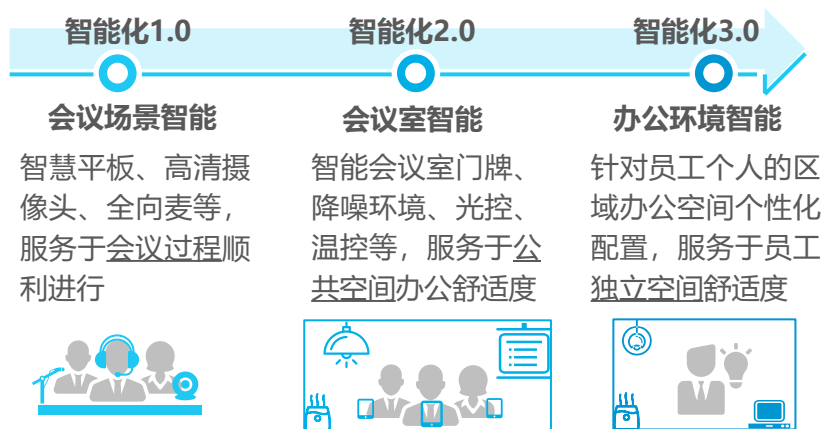 智能化1.0
智能化2.0
智能化3.0
会议场景智能
会议室智能
办公环境智能
智慧平板、高清摄
像头、全向麦等，
服务于会议过程顺
利进行
智能会议室门牌、
降噪环境、光控、
温控等，服务于公
共空间办公舒适度
针对员工个人的区
域办公空间个性化
配置，服务于员工
独立空间舒适度